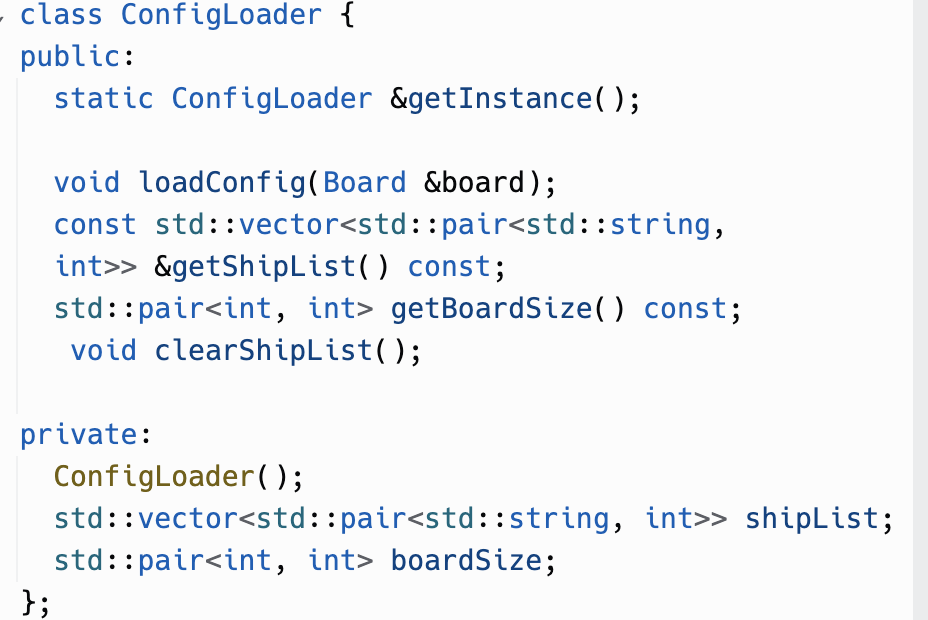 class ConfigLoader {
public:
  static ConfigLoader &getInstance();

  void loadConfig(Board &board);
  const std::vector<std::pair<std::string,
  int>> &getShipList() const;
  std::pair<int, int> getBoardSize() const;
   void clearShipList();

private:
  ConfigLoader();
  std::vector<std::pair<std::string, int>> shipList;
  std::pair<int, int> boardSize;
};